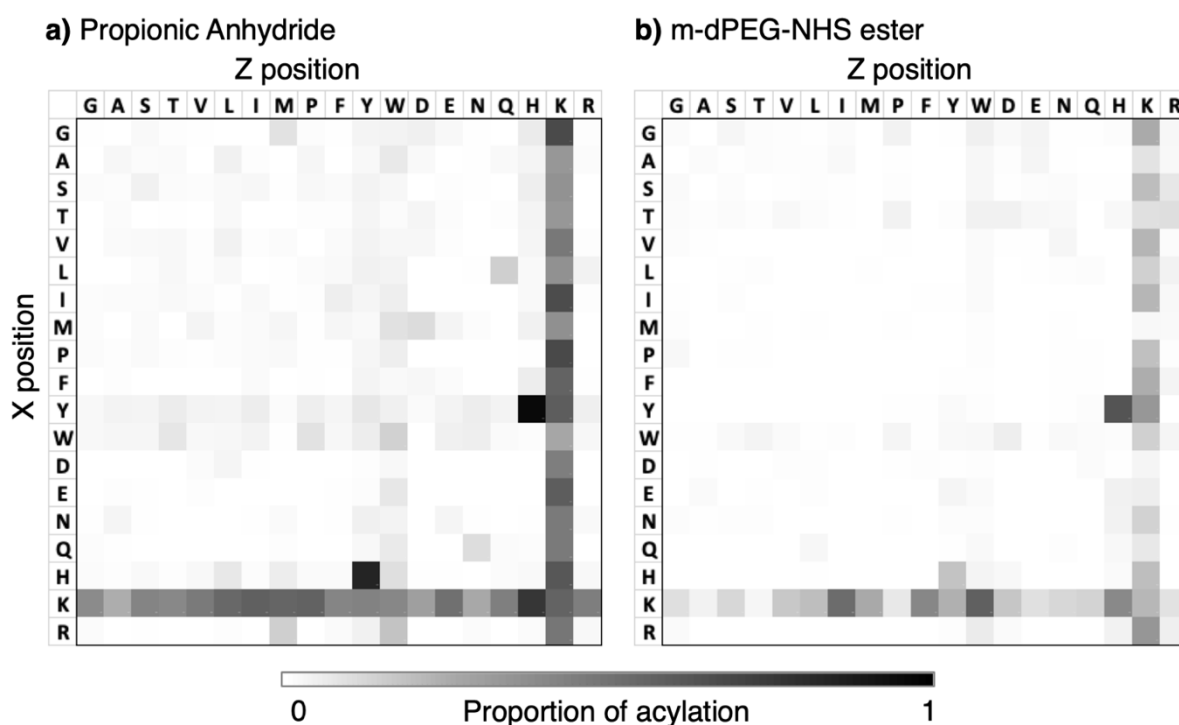 a) Propionic Anhydride
Z position
G A S T V L I M P F Y W D E N Q H K R
X position
G
A
S
T
V
L
I
M
P
F
Y
W
D
E
N
Q
H
K
R
b) m-dPEG-NHS ester
Z position
G A S T V L I M P F Y W D E N Q H K R
G
A
S
T
V
L
I
M
P
F
Y
W
D
E
N
Q
H
K
R
0 Proportion of acylation 1